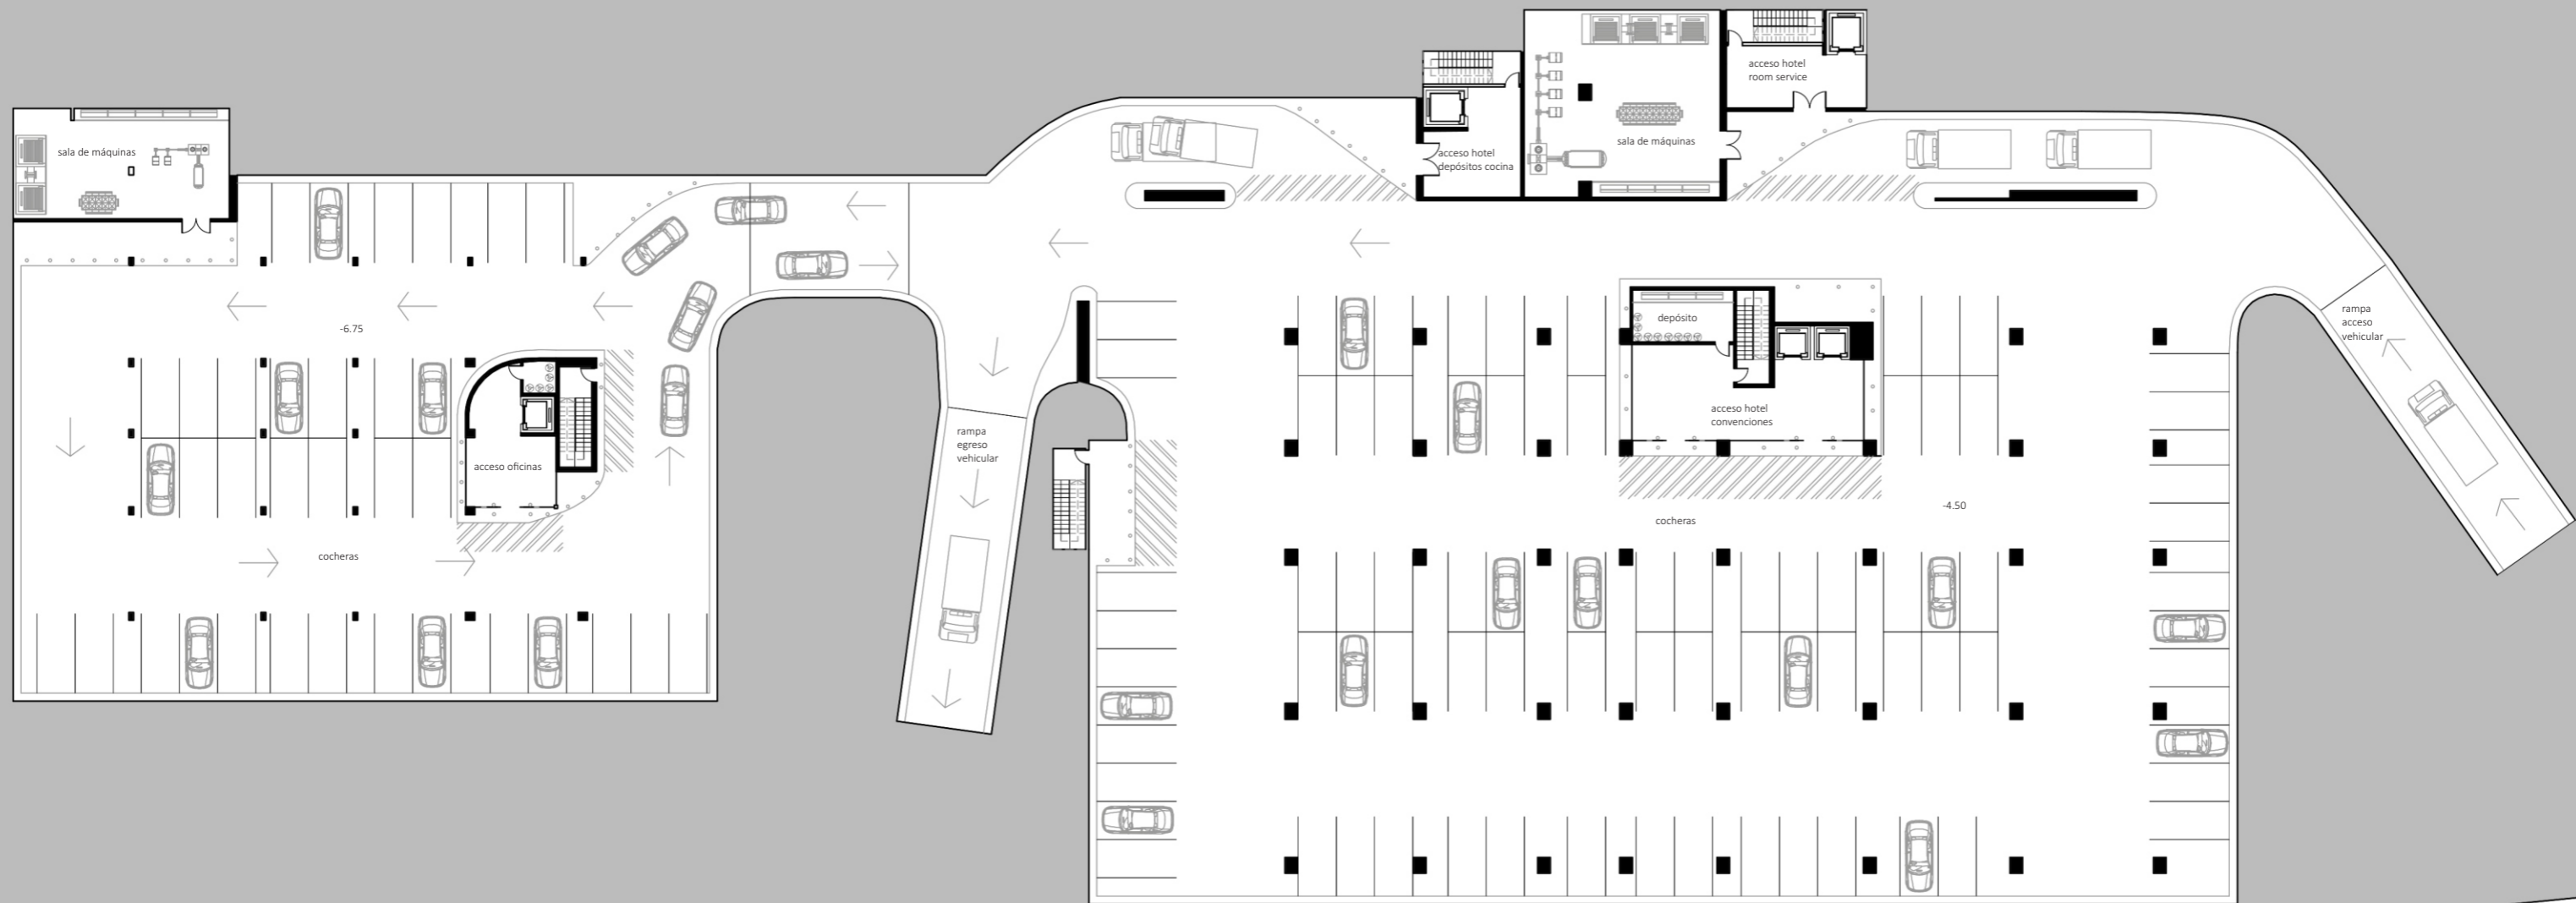 acceso hotel
room service
sala de máquinas
acceso hotel
depósitos cocina
sala de máquinas
rampa
acceso
vehicular
depósito
-6.75
acceso hotel
convenciones
rampa
egreso
vehicular
acceso oficinas
-4.50
cocheras
cocheras